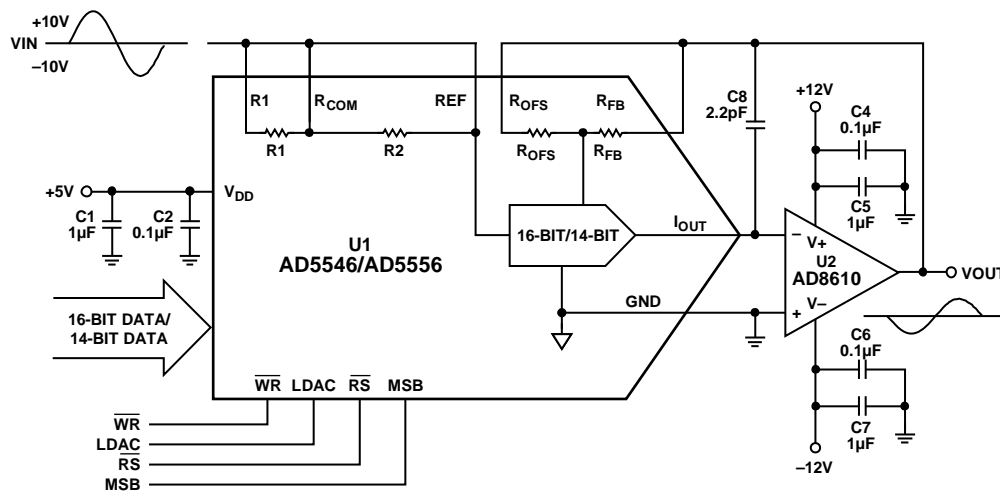 +10V
VIN
–10V
R1
RCOM
REF
ROFS
RFB
C8
2.2pF
+12V
C4
0.1µF
R1
R2
ROFS
RFB
C5
1µF
+5V
VDD
C1
1µF
C2
0.1µF
U1
AD5546/AD5556
16-BIT/14-BIT
IOUT
–
V+
U2
AD8610
VOUT
GND
+
V–
16-BIT DATA/
14-BIT DATA
C6
0.1µF
C7
1µF
–12V
WR LDAC RS MSB
WR
LDAC
RS
MSB